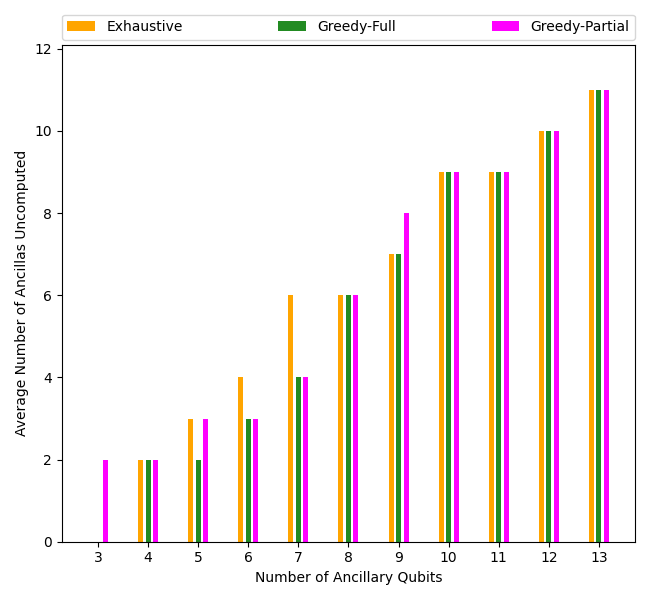 Exhaustive Greedy-Full Greedy-Partial
12
10
8
6
4
2
0
Average Number of Ancillas Uncomputed
3 4 5 6 7 8 9 10 11 12 13
Number of Ancillary Qubits